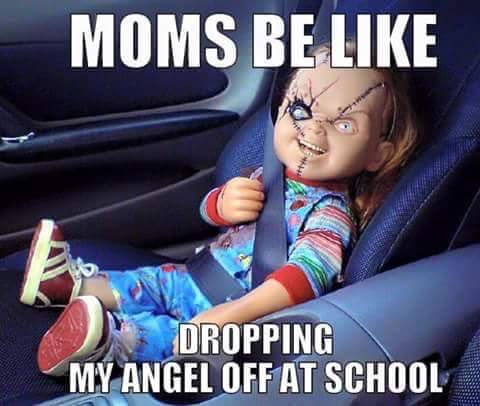 MOMS BE LIKE
DROPPING
MY ANGEL OFF AT SCHOOL